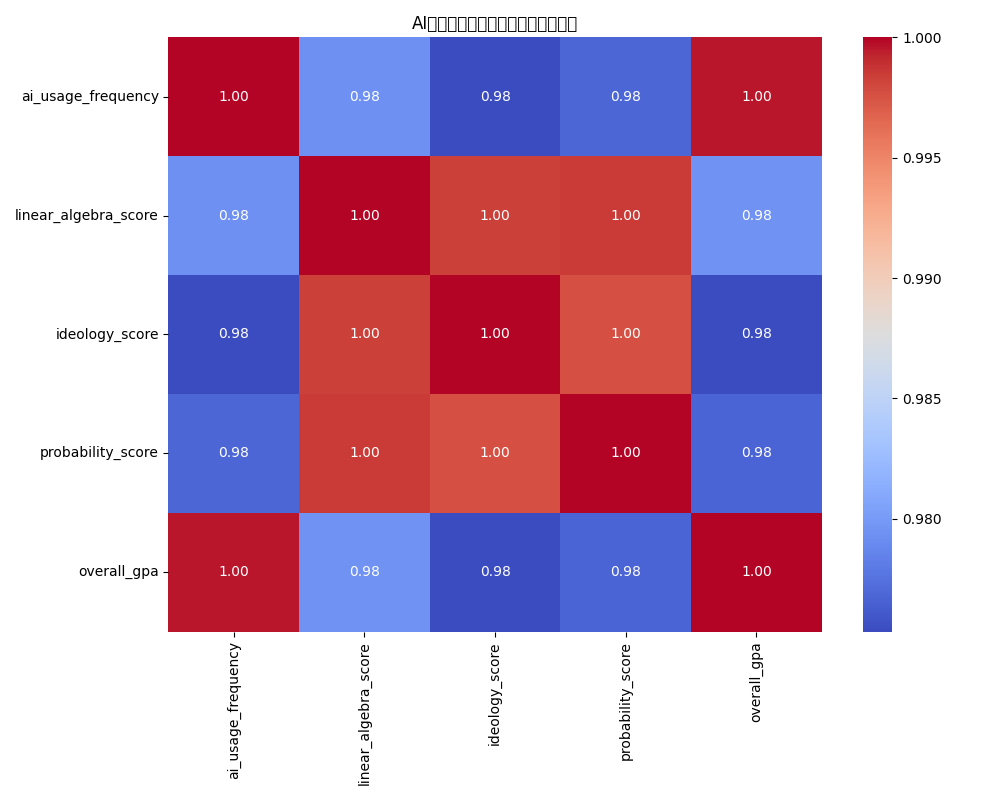 AI
ai_usage_frequency 1.00 0.98 0.98 0.98 1.00
linear_algebra_score 0.98 1.00 1.00 1.00 0.98
ideology_score 0.98 1.00 1.00 1.00 0.98
probability_score 0.98 1.00 1.00 1.00 0.98
overall_gpa 1.00 0.98 0.98 0.98 1.00
ai_usage_frequency
linear_algebra_score
ideology_score
probability_score
overall_gpa
1.000
0.995
0.990
0.985
0.980